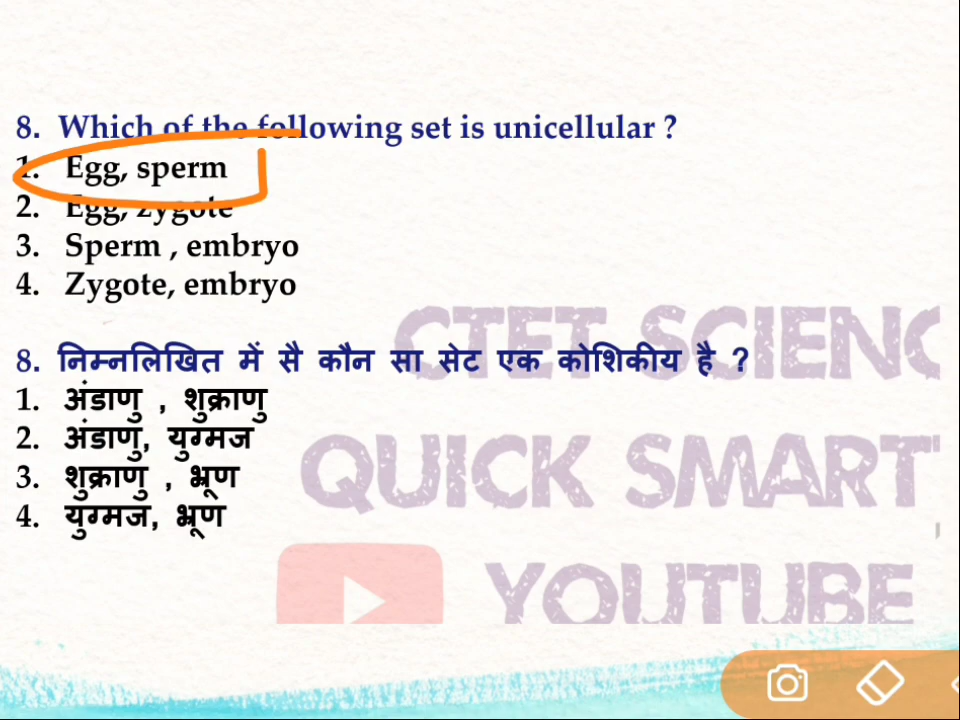 8. Which of the following set is unicellular ?
1. Egg, sperm
2. Egg, zygote
3. Sperm , embryo
4. Zygote, embryo
8. निम्नलिखित में सै कौन सा सेट एक कोशिकीय है ?
1. अंडाणु , शुक्राणु
2. अंडाणु, युग्मज
3. शुक्राणु , भ्रूण
4. युग्मज, भ्रूण
CTET SCIENC
QUICK SMART
YOUTUBE